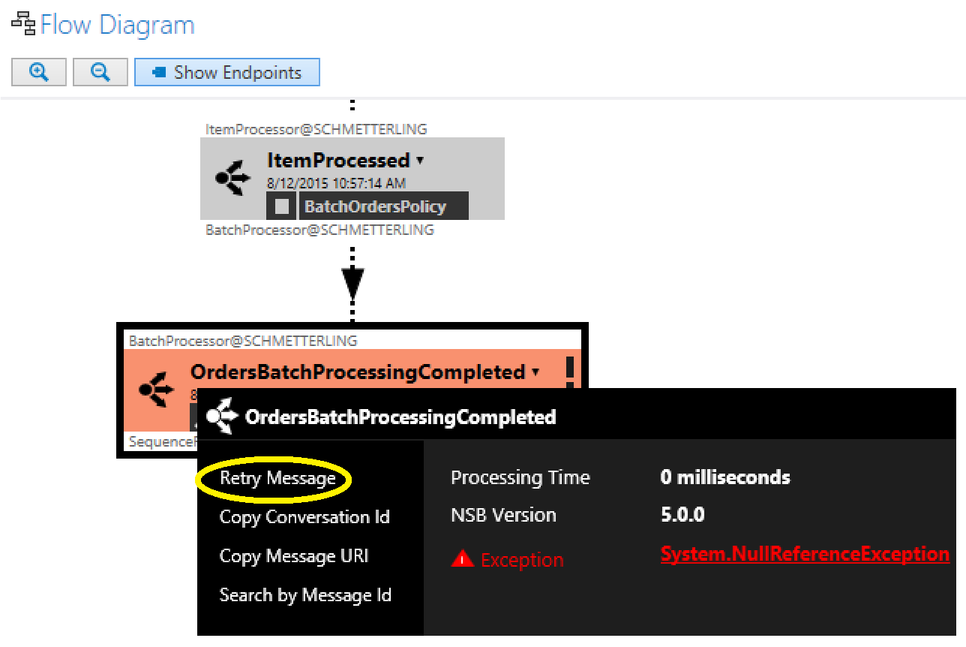 Flow Diagram
Show Endpoints
ItemProcessor@SCHMETTERLING
ItemProcessed
8/12/2015 10:57:14 AM
BatchOrdersPolicy
BatchProcessor@SCHMETTERLING
BatchProcessor@SCHMETTERLING
OrdersBatchProcessingCompleted
8
OrdersBatchProcessingCompleted
Retry Message
Copy Conversation Id
Copy Message URI
Search by Message Id
Processing Time 0 milliseconds
NSB Version 5.0.0
Exception System.NullReferenceException